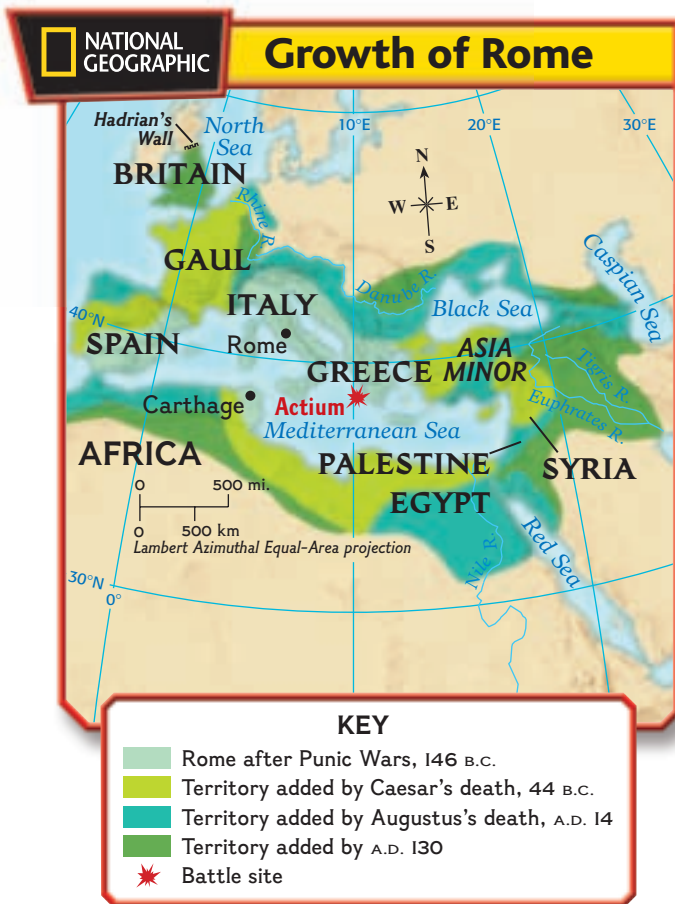 NATIONAL
GEOGRAPHIC
Growth of Rome
Hadrian's
Wall
North
Sea
10°E
20°E
30°E
N
W
E
S
BRITAIN
Rhine R.
GAUL
Danube R.
Caspian Sea
ITALY
Black Sea
40°N
SPAIN
Rome
GREECE
ASIA
MINOR
Tigris R.
Carthage
Actium
Euphrates R.
Mediterranean Sea
AFRICA
PALESTINE
SYRIA
0 500 mi.
EGYPT
0 500 km
Lambert Azimuthal Equal-Area projection
Nile R.
Red Sea
30°N
0°
KEY
Rome after Punic Wars, 146 B.C.
Territory added by Caesar's death, 44 B.C.
Territory added by Augustus's death, A.D. 14
Territory added by A.D. 130
Battle site